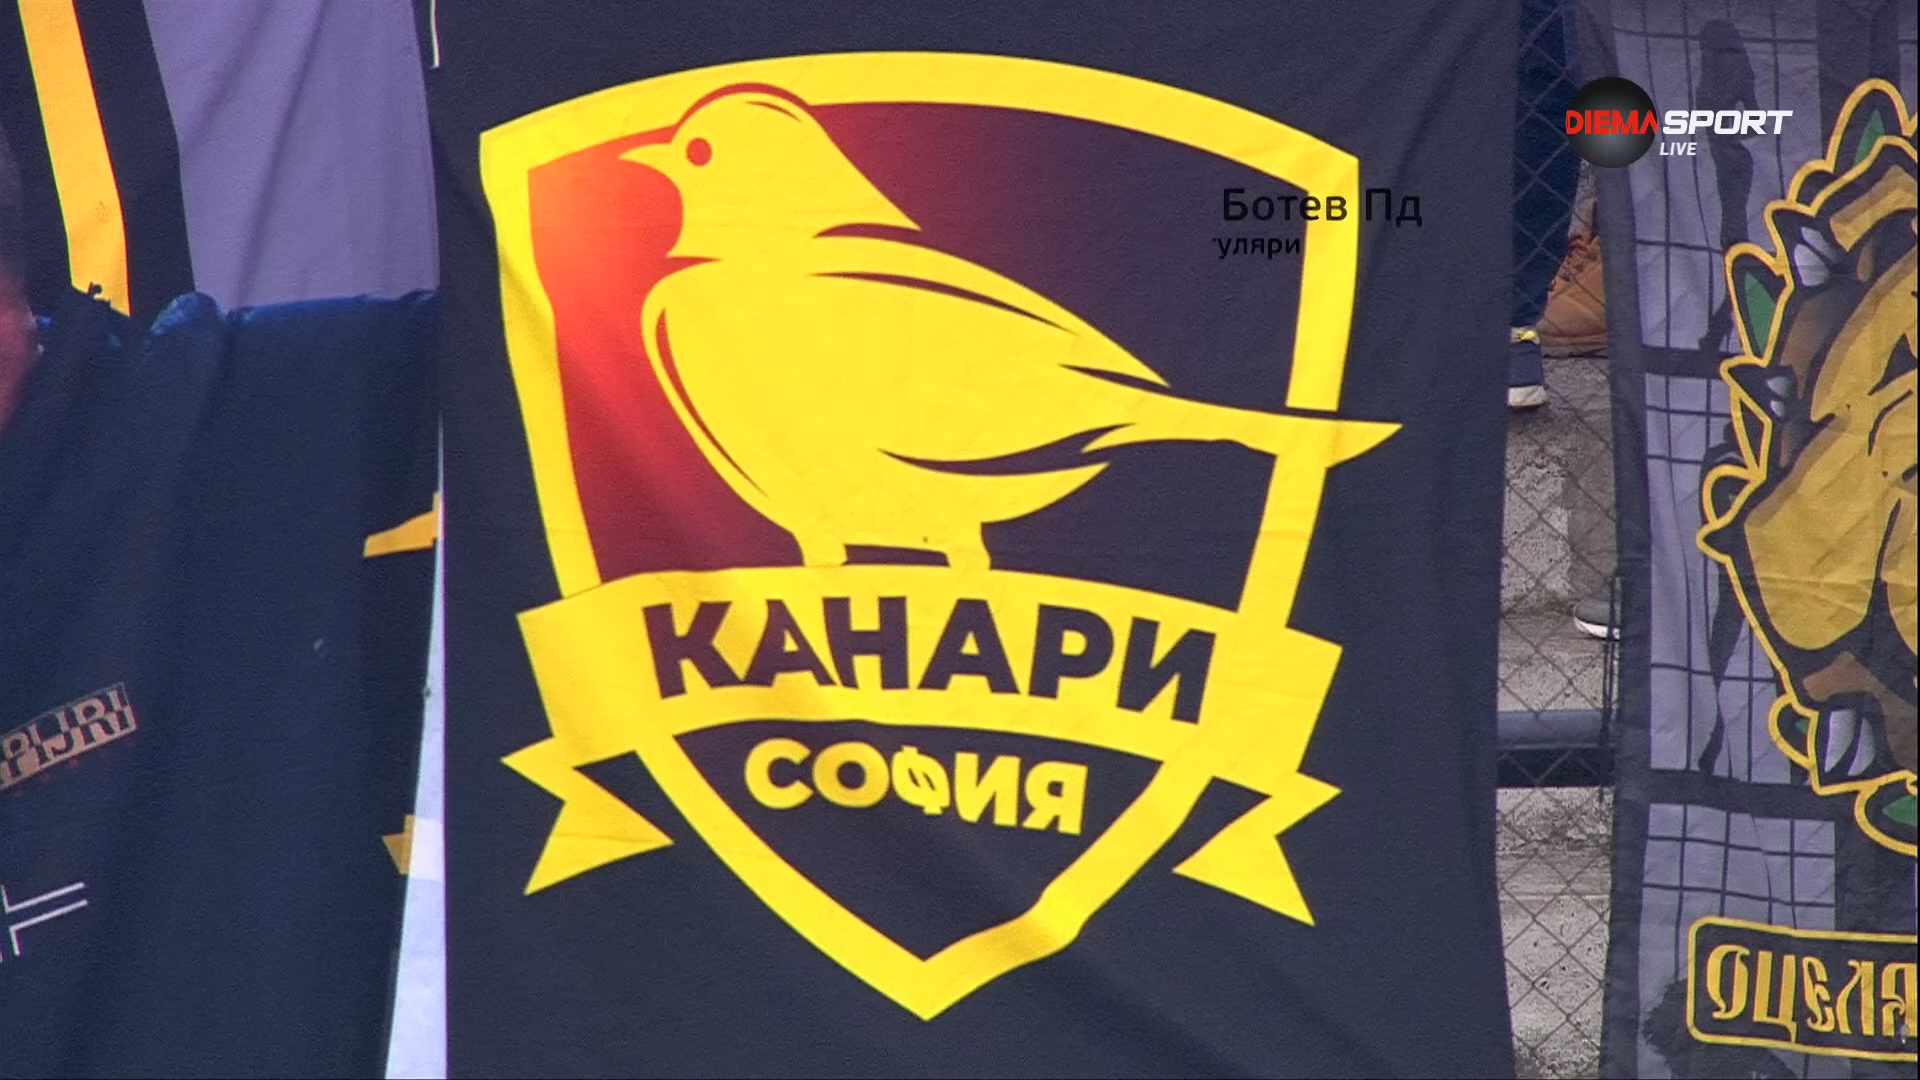 DIEMA SPORT
LIVE
Ботев Пд
уляри
КАНАРИ
СОФИЯ